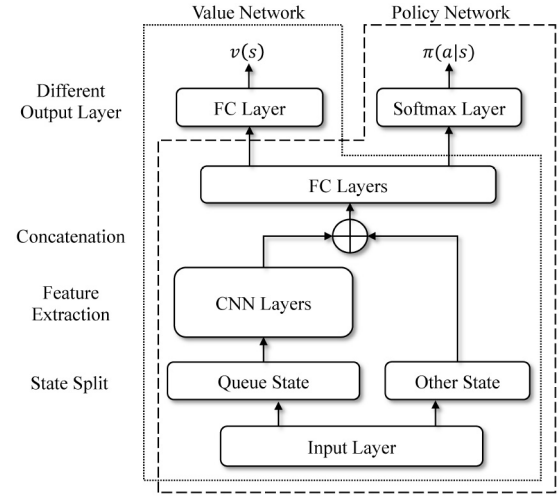 Value Network
Policy Network
v(s)
π(a|s)
Different
Output Layer
FC Layer
Softmax Layer
FC Layers
Concatenation
Feature
Extraction
CNN Layers
State Split
Queue State
Other State
Input Layer